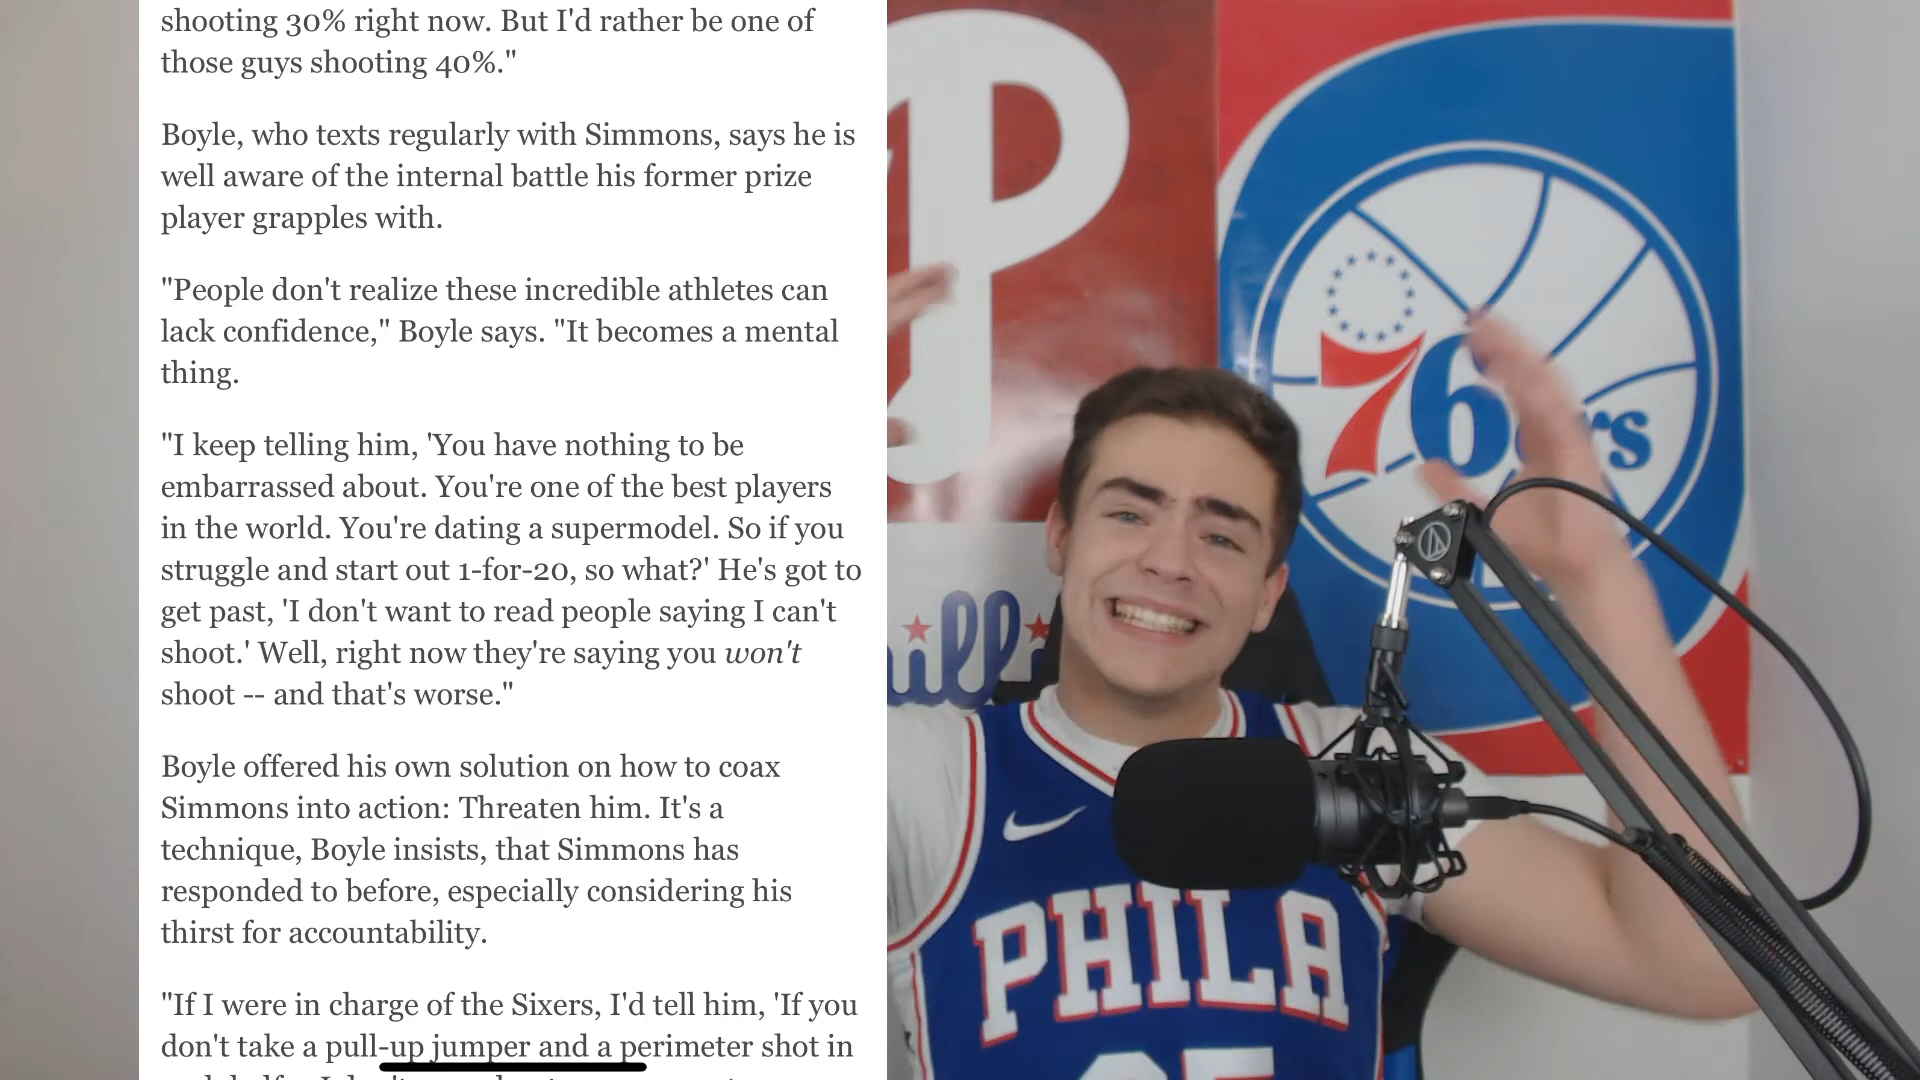 shooting 30% right now. But I'd rather be one of
those guys shooting 40%."
Boyle, who texts regularly with Simmons, says he is
well aware of the internal battle his former prize
player grapples with.
"People don't realize these incredible athletes can
lack confidence," Boyle says. "It becomes a mental
thing.
"I keep telling him, 'You have nothing to be
embarrassed about. You're one of the best players
in the world. You're dating a supermodel. So if you
struggle and start out 1-for-20, so what?' He's got to
get past, 'I don't want to read people saying I can't
shoot.' Well, right now they're saying you won't
shoot -- and that's worse."
Boyle offered his own solution on how to coax
Simmons into action: Threaten him. It's a
technique, Boyle insists, that Simmons has
responded to before, especially considering his
thirst for accountability.
"If I were in charge of the Sixers, I'd tell him, 'If you
don't take a pull-up jumper and a perimeter shot in
P
76ers
PHILA